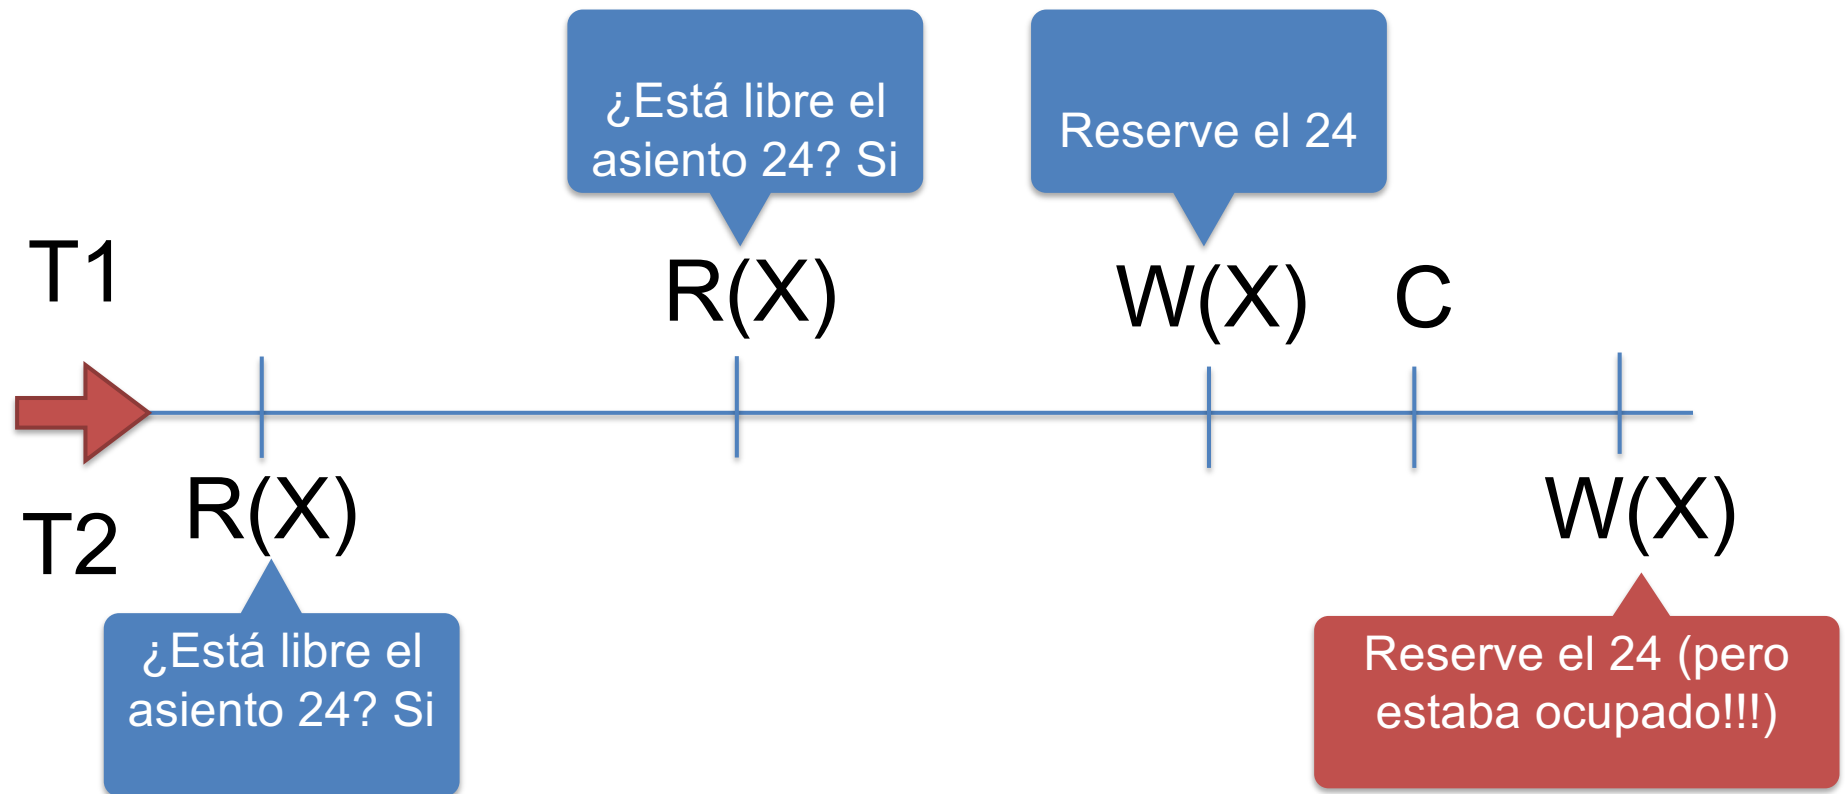 ¿Está libre el
asiento 24? Si
Reserve el 24
T1
R(X)
W(X)
C
T2
R(X)
W(X)
¿Está libre el
asiento 24? Si
Reserve el 24 (pero
estaba ocupado!!!)